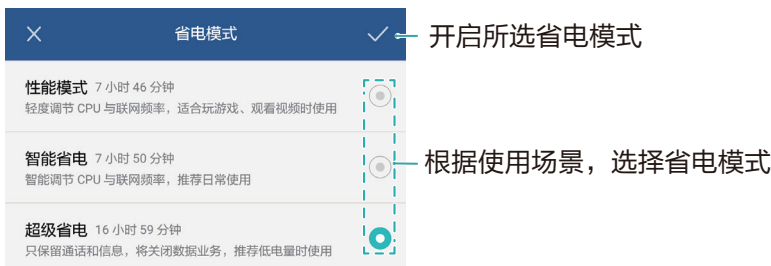 省电模式
开启所选省电模式
性能模式 7 小时 46 分钟
轻度调节 CPU 与联网频率，适合玩游戏、观看视频时使用
智能省电 7 小时 50 分钟
智能调节 CPU 与联网频率，推荐日常使用
根据使用场景，选择省电模式
超级省电 16 小时 59 分钟
只保留通话和信息，将关闭数据业务，推荐低电量时使用